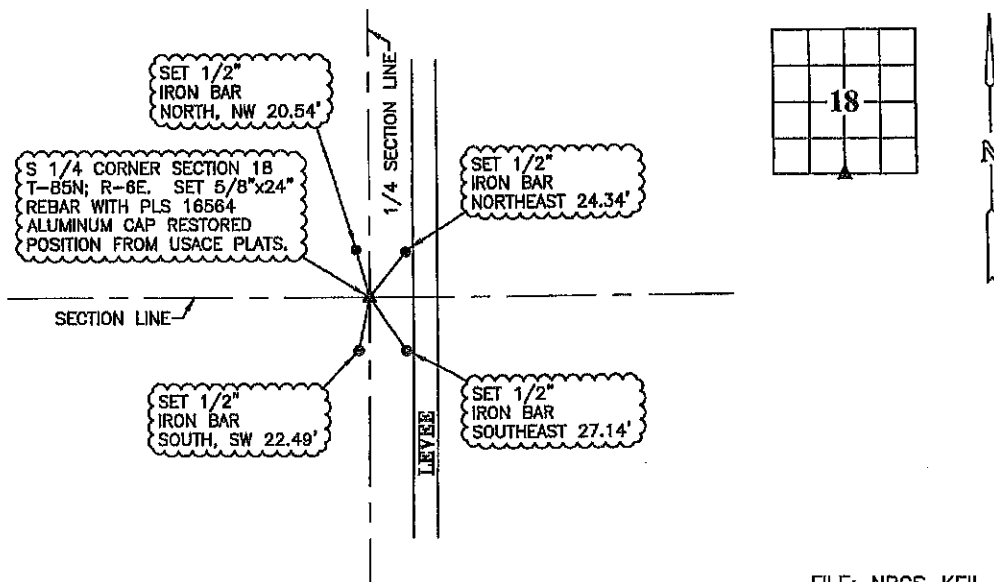 1/4 SECTION LINE
SET 1/2"
IRON BAR
NORTH, NW 20.54'
S 1/4 CORNER SECTION 18
T-85N; R-6E. SET 5/8"x24"
REBAR WITH PLS 16564
ALUMINUM CAP RESTORED
POSITION FROM USACE PLATS.
SET 1/2"
IRON BAR
NORTHEAST 24.34'
18
N
SECTION LINE
SET 1/2"
IRON BAR
SOUTH, SW 22.49'
SET 1/2"
IRON BAR
SOUTHEAST 27.14'
LEVEE